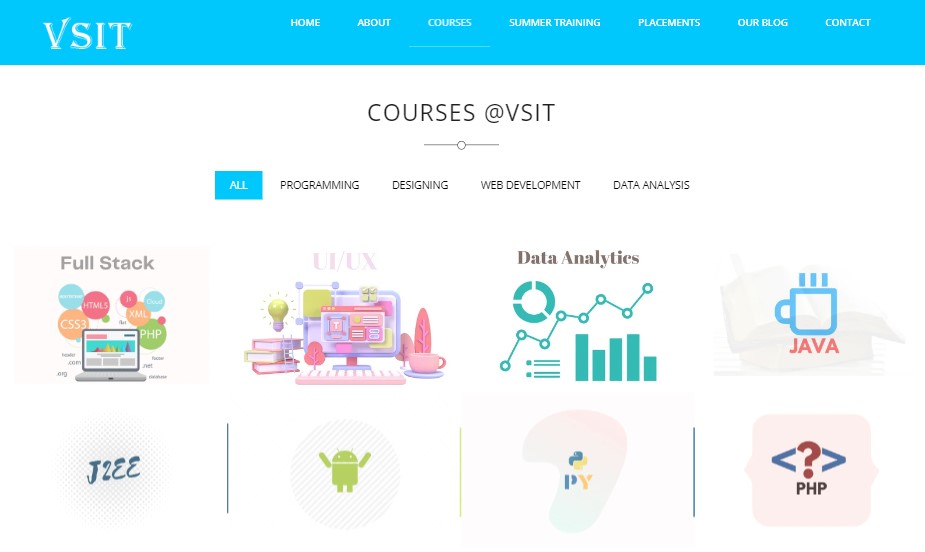 VSIT
HOME ABOUT COURSES SUMMER TRAINING PLACEMENTS OUR BLOG CONTACT
COURSES @VSIT
ALL PROGRAMMING DESIGNING WEB DEVELOPMENT DATA ANALYSIS
Full Stack
HTML5
Js
Cloud
CSS3
XML
PHP
.com
.net
.org
UI/UX
T
Data Analytics
JAVA
J2EE
PY
<?>
PHP